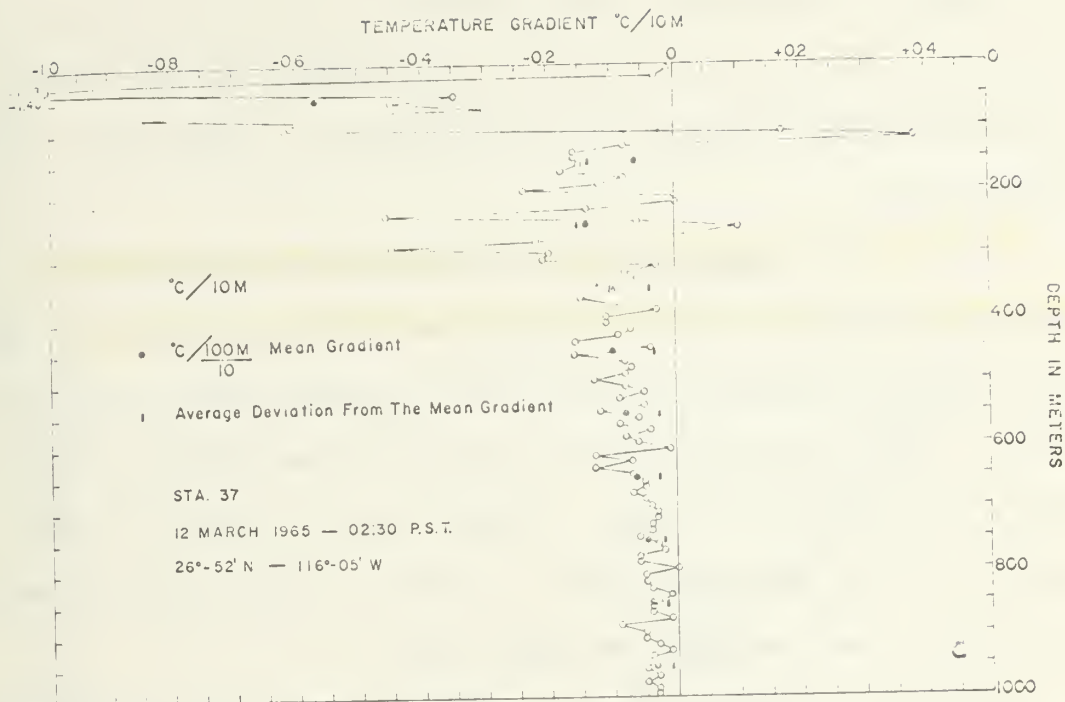 TEMPERATURE GRADIENT °C/10M
-1.0 -0.8 -0.6 -0.4 -0.2 0 +0.2 +0.4 0
200
400
600
800
1000
DEPTH IN METERS
°C/10M
• °C/100M/10 Mean Gradient
ı Average Deviation From The Mean Gradient
STA. 37
12 MARCH 1965 — 02:30 P.S.T.
26°-52' N — 116°-05' W
C